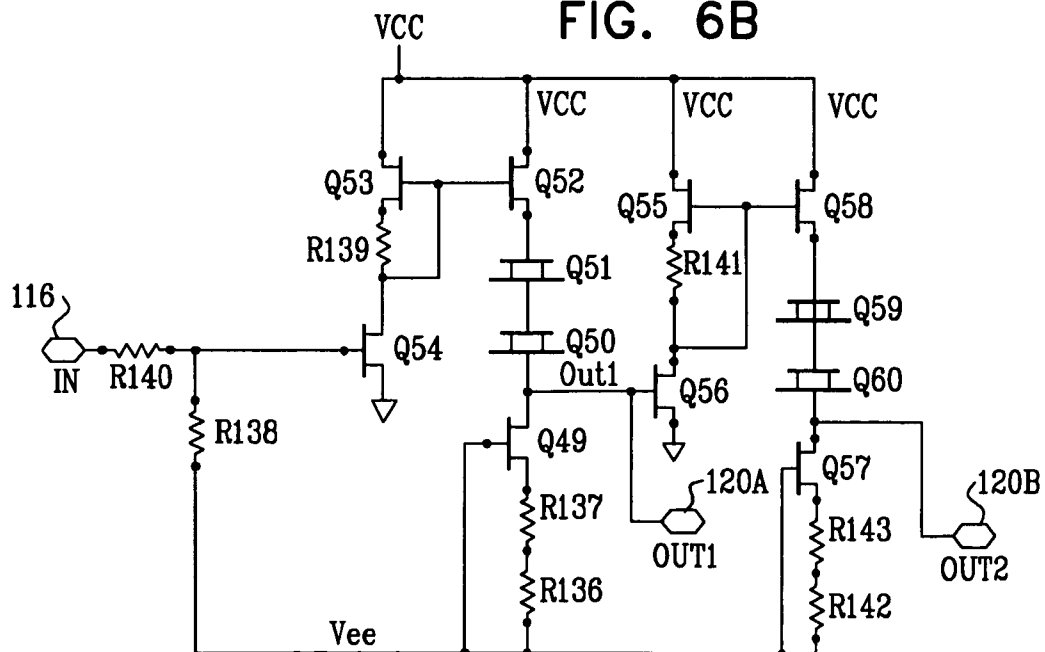 FIG. 6B
VCC
VCC
VCC
VCC
Q53
Q52
Q55
Q58
R139
Q51
R141
116
Q59
IN
R140
Q54
Q50
Out1
Q56
Q60
R138
Q49
Q57
120A
120B
R137
OUT1
R143
OUT2
R136
R142
Vee